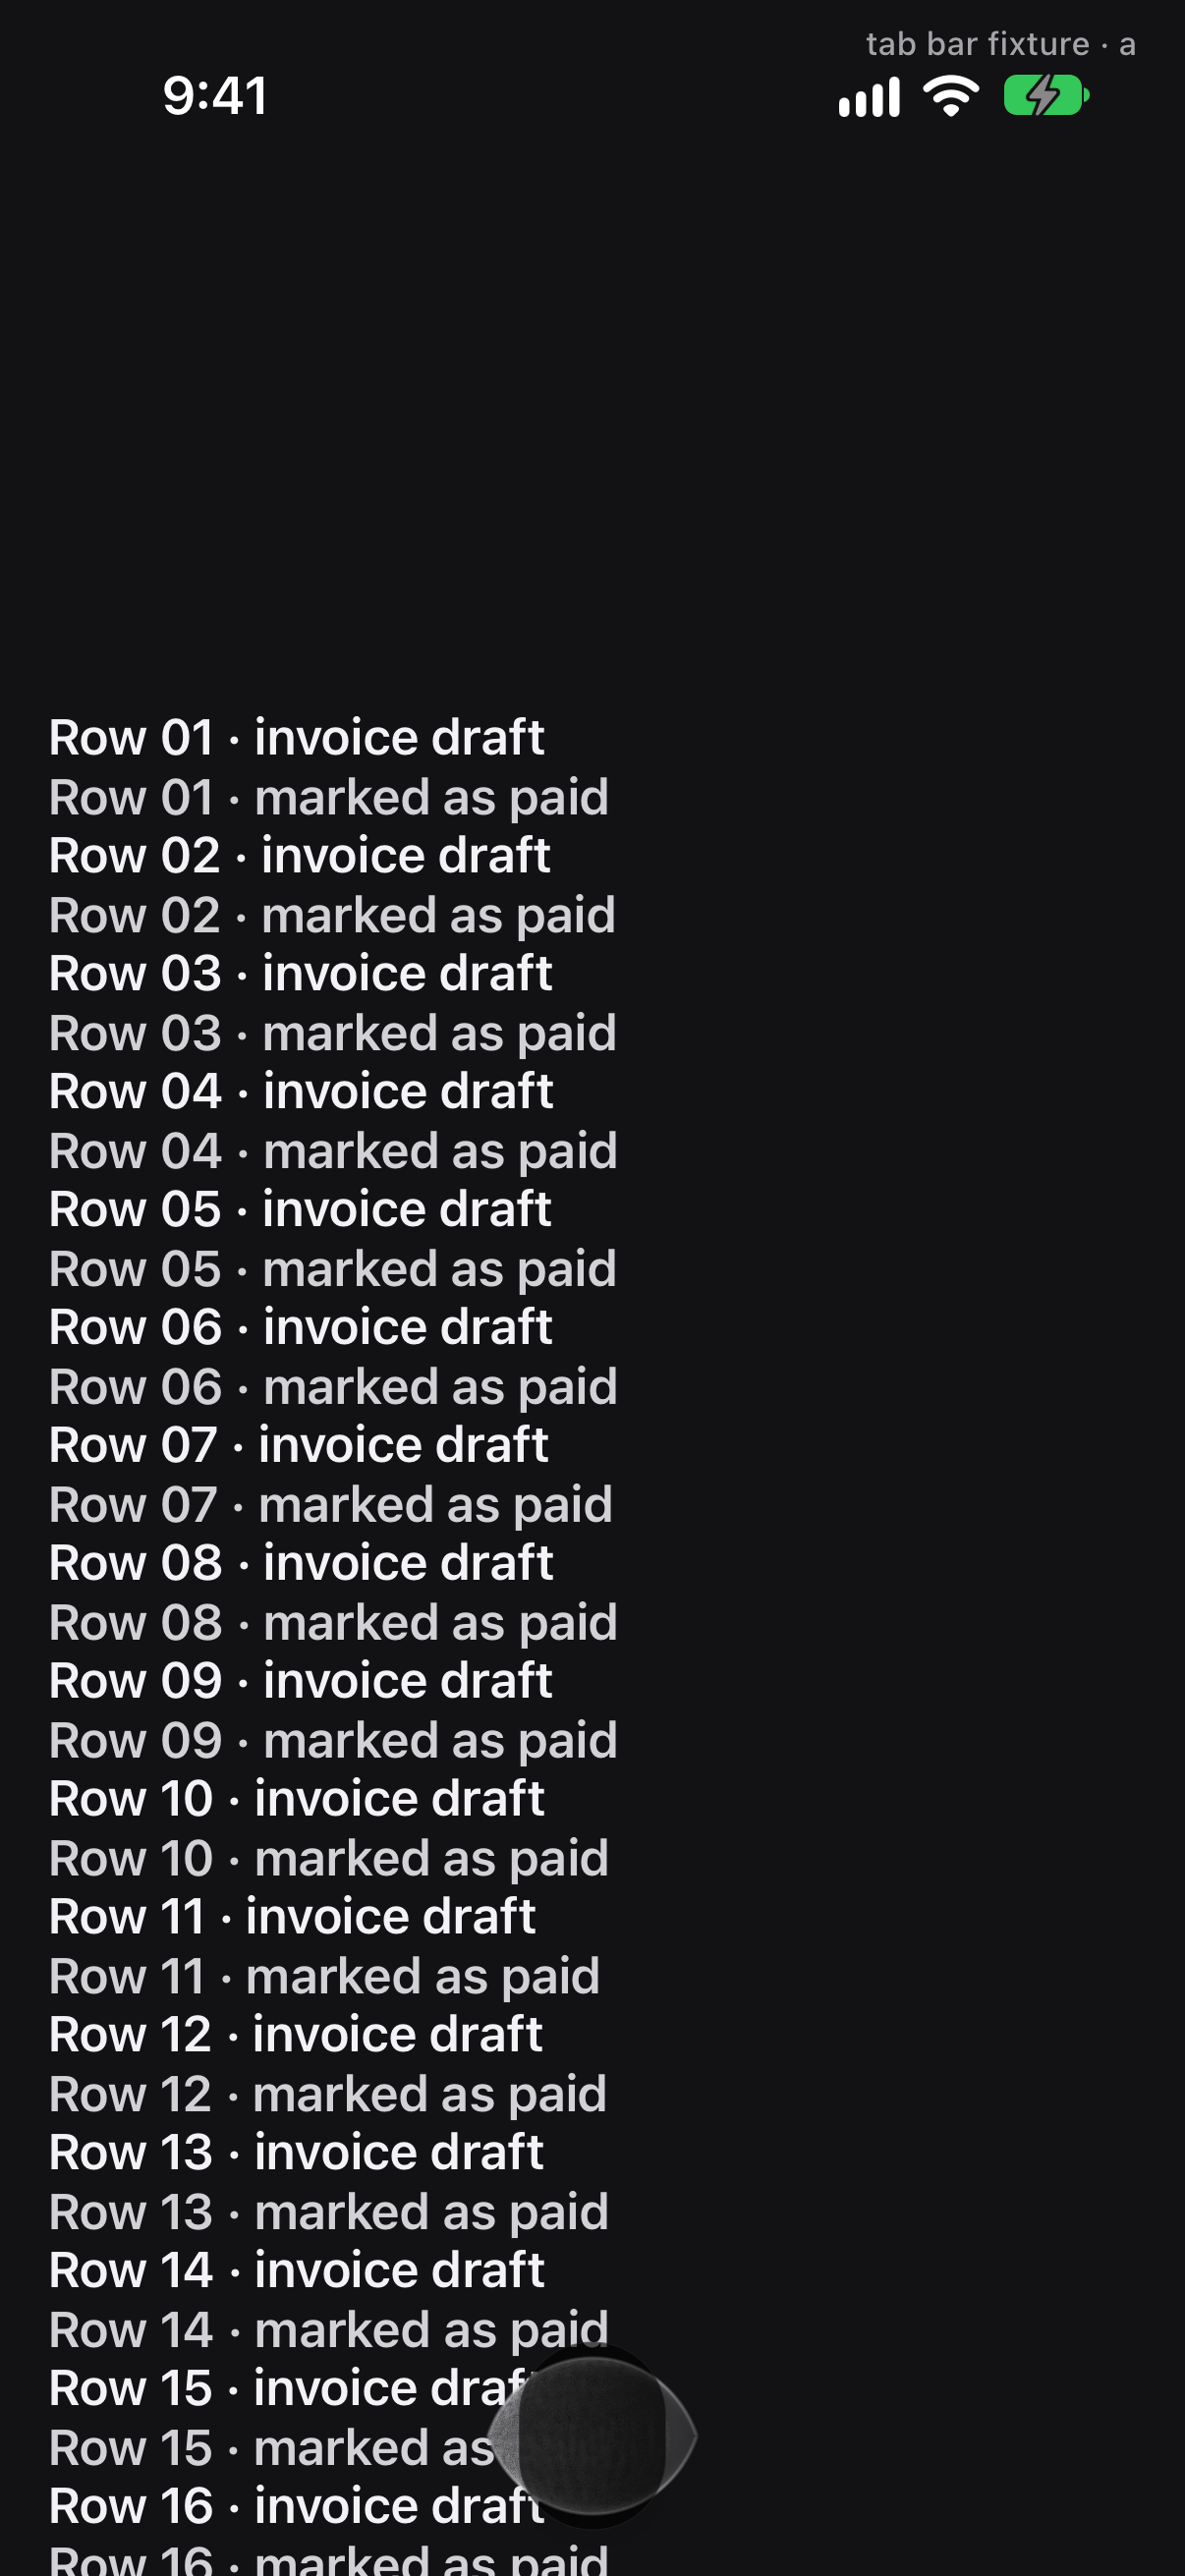 tab bar fixture · a
9:41
Row 01 · invoice draft
Row 01 · marked as paid
Row 02 · invoice draft
Row 02 · marked as paid
Row 03 · invoice draft
Row 03 · marked as paid
Row 04 · invoice draft
Row 04 · marked as paid
Row 05 · invoice draft
Row 05 · marked as paid
Row 06 · invoice draft
Row 06 · marked as paid
Row 07 · invoice draft
Row 07 · marked as paid
Row 08 · invoice draft
Row 08 · marked as paid
Row 09 · invoice draft
Row 09 · marked as paid
Row 10 · invoice draft
Row 10 · marked as paid
Row 11 · invoice draft
Row 11 · marked as paid
Row 12 · invoice draft
Row 12 · marked as paid
Row 13 · invoice draft
Row 13 · marked as paid
Row 14 · invoice draft
Row 14 · marked as paid
Row 15 · invoice draft
Row 15 · marked as
Row 16 · invoice draft
Row 16 · marked as paid